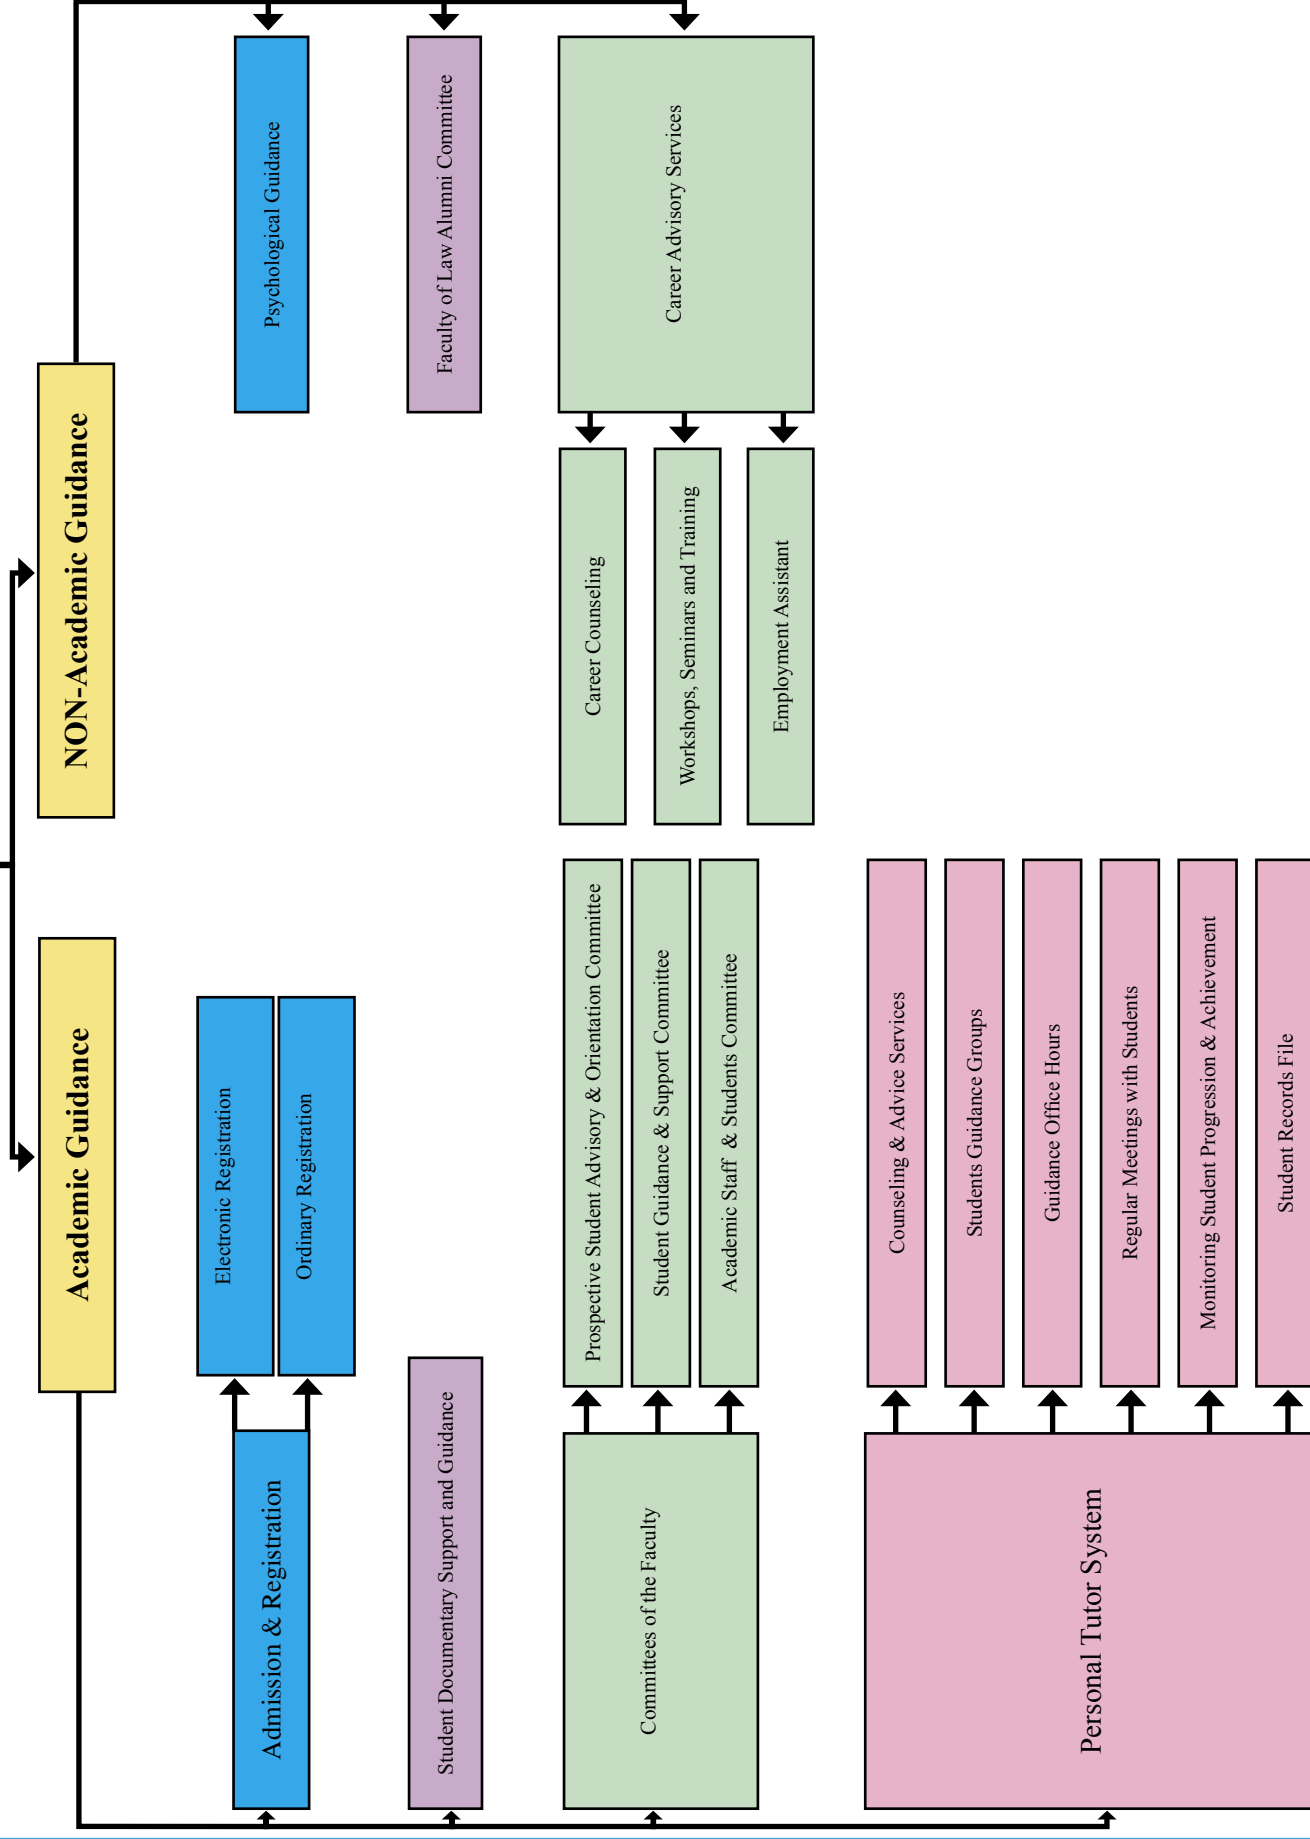 Academic Guidance
NON-Academic Guidance
Admission & Registration
Electronic Registration
Ordinary Registration
Student Documentary Support and Guidance
Committees of the Faculty
Prospective Student Advisory & Orientation Committee
Student Guidance & Support Committee
Academic Staff & Students Committee
Personal Tutor System
Counseling & Advice Services
Students Guidance Groups
Guidance Office Hours
Regular Meetings with Students
Monitoring Student Progression & Achievement
Student Records File
Psychological Guidance
Faculty of Law Alumni Committee
Career Advisory Services
Career Counseling
Workshops, Seminars and Training
Employment Assistant